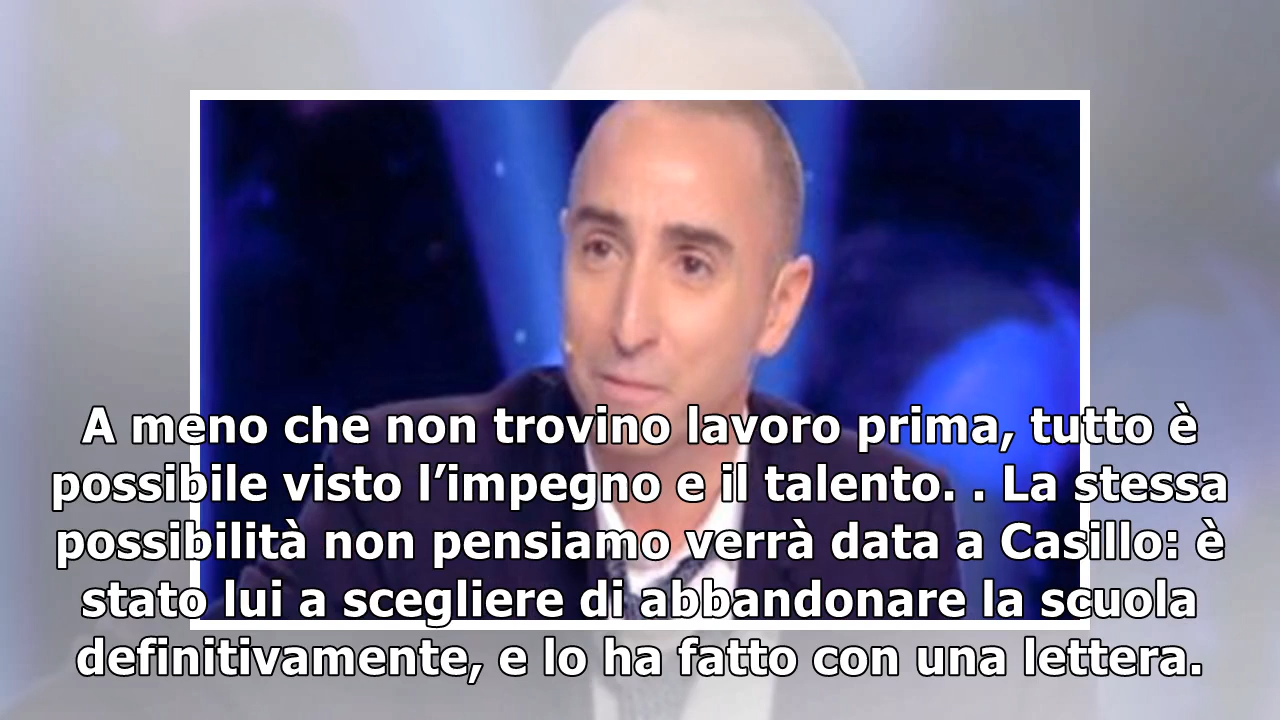 A meno che non trovino lavoro prima, tutto è
possibile visto l’impegno e il talento. . La stessa
possibilità non pensiamo verrà data a Casillo: è
stato lui a scegliere di abbandonare la scuola
definitivamente, e lo ha fatto con una lettera.